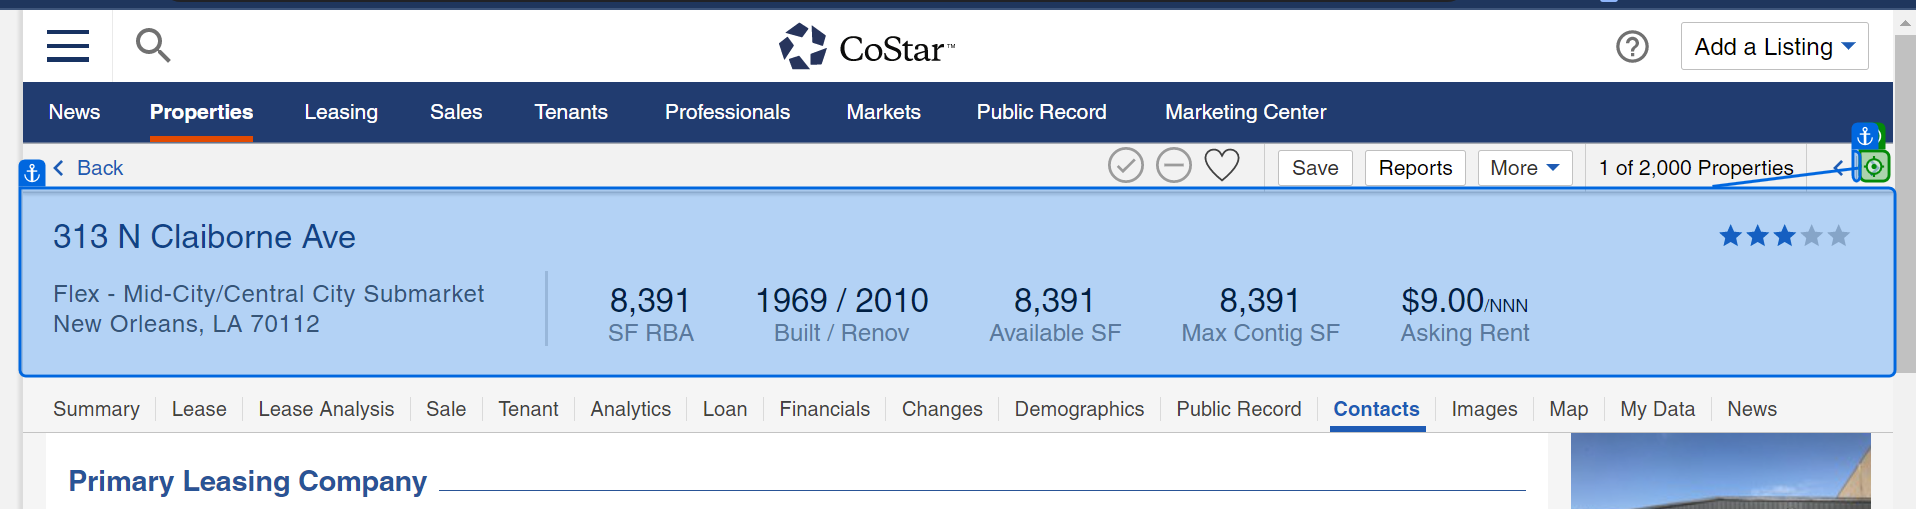 CoStar™
Add a Listing
News Properties Leasing Sales Tenants Professionals Markets Public Record Marketing Center
Back
Save Reports More 1 of 2,000 Properties
313 N Claiborne Ave
Flex - Mid-City/Central City Submarket
New Orleans, LA 70112
8,391 1969 / 2010 8,391 8,391 $9.00/NNN
SF RBA Built / Renov Available SF Max Contig SF Asking Rent
Summary Lease Lease Analysis Sale Tenant Analytics Loan Financials Changes Demographics Public Record Contacts Images Map My Data News
Primary Leasing Company